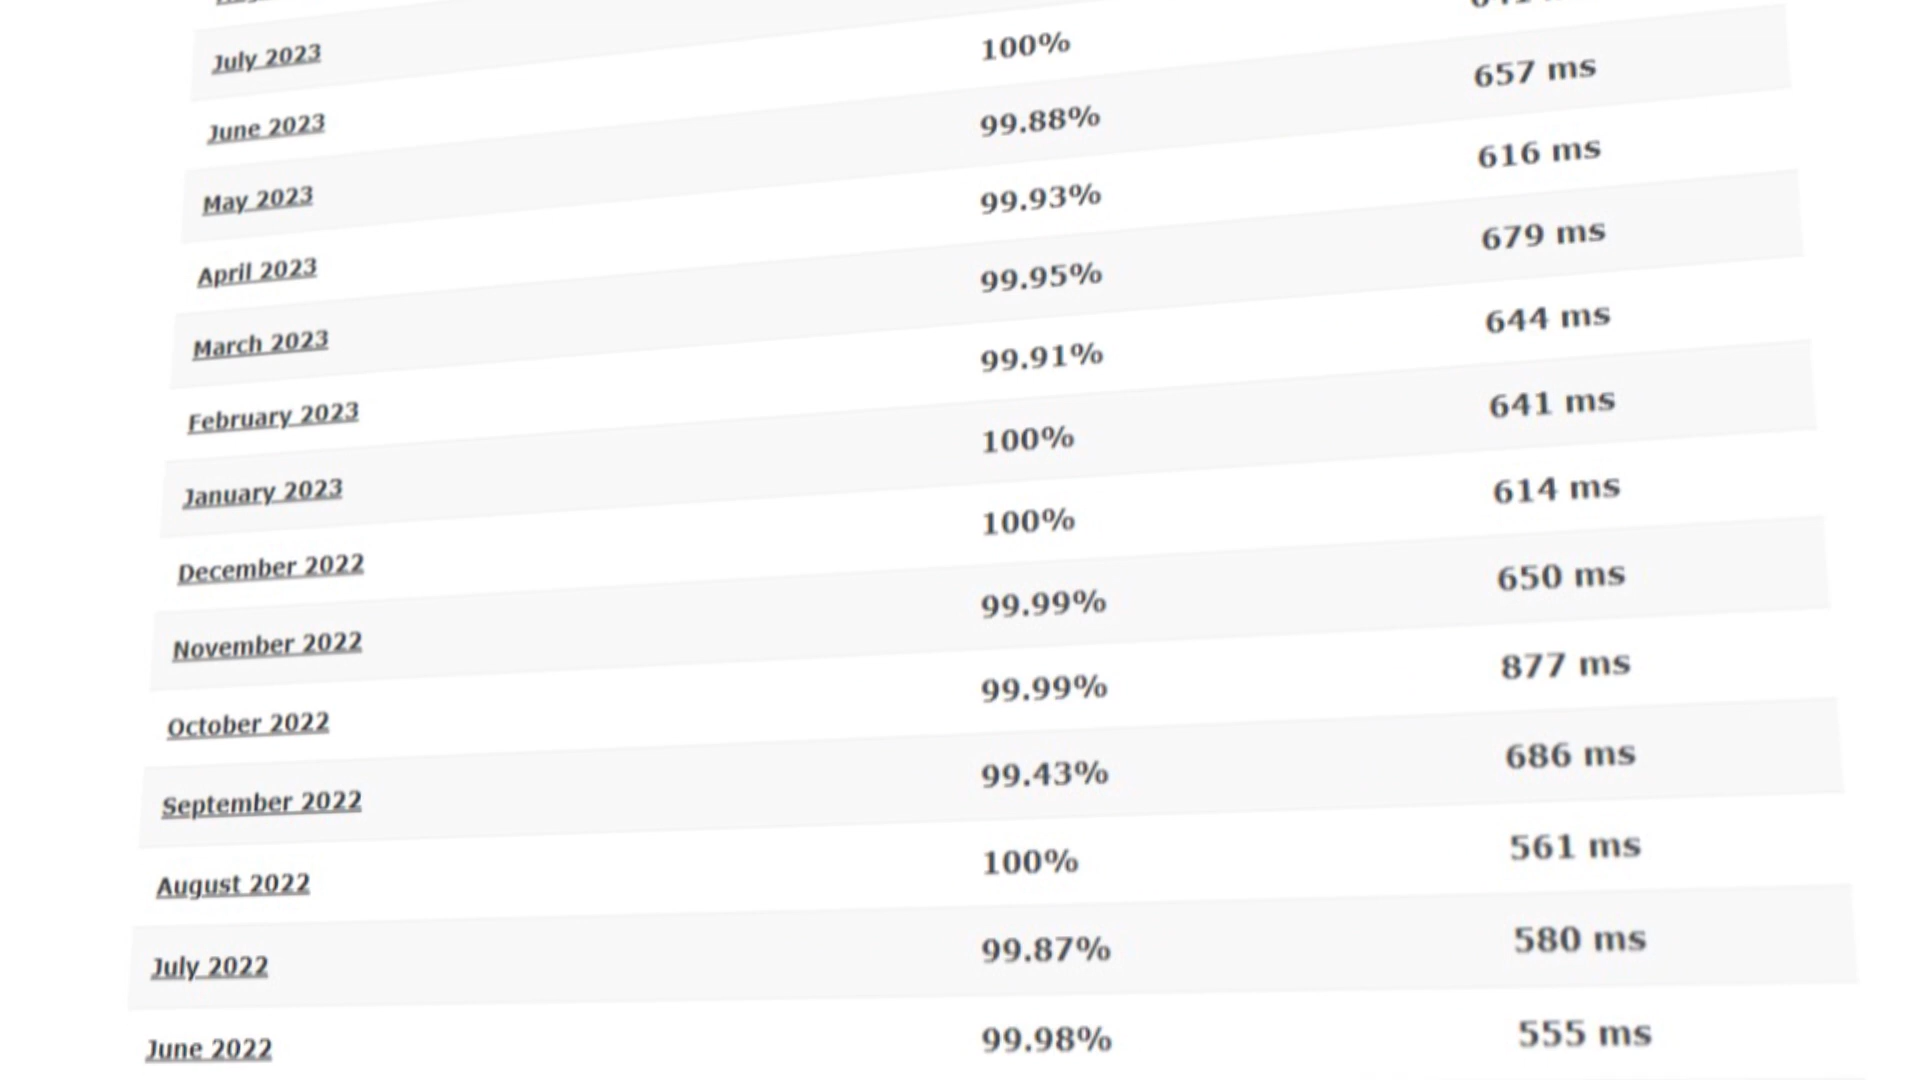 July 2023
June 2023 100%
May 2023 99.88% 657 ms
April 2023 99.93% 616 ms
March 2023 99.95% 679 ms
February 2023 99.91% 644 ms
January 2023 100% 641 ms
December 2022 100% 614 ms
November 2022 99.99% 650 ms
October 2022 99.99% 877 ms
September 2022 99.43% 686 ms
August 2022 100% 561 ms
July 2022 99.87% 580 ms
June 2022 99.98% 555 ms